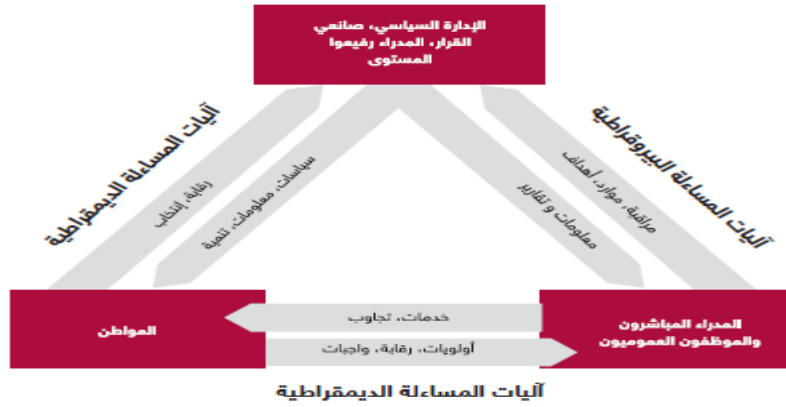 الإدارة السياسي، صانعي
القرار، المدراء رفيعوا
المستوى
آليات المساءلة الديمقراطية
رقابة، إنتخاب
سياسات، معلومات، تنمية
آليات المساءلة البيروقراطية
مراقبة، موارد، أهداف
معلومات و تقارير
المواطن
خدمات، تجاوب
أولويات، رقابة، واجبات
المدراء المباشرون
والموظفون العموميون
آليات المساءلة الديمقراطية